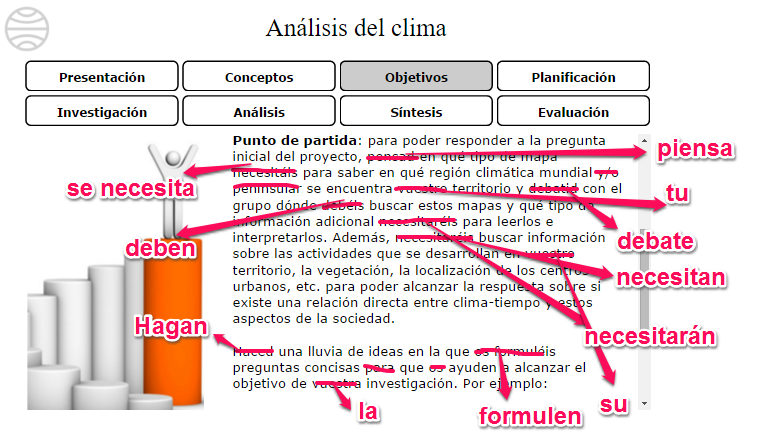 Análisis del clima
Presentación Conceptos Objetivos Planificación
Investigación Análisis Síntesis Evaluación
Punto de partida: para poder responder a la pregunta
inicial del proyecto, pensad en qué tipo de mapa
necesitáis para saber en qué región climática mundial y/o
peninsular se encuentra vuestro territorio y debatid con el
grupo dónde debéis buscar estos mapas y qué tipo de
información adicional necesitaréis para leerlos e
interpretarlos. Además, necesitaréis buscar información
sobre las actividades que se desarrollan en vuestro
territorio, la vegetación, la localización de los centros
urbanos, etc. para poder alcanzar la respuesta sobre si
existe una relación directa entre clima-tiempo y estos
aspectos de la sociedad.
Haced una lluvia de ideas en la que os formuléis
preguntas concisas para que os ayuden a alcanzar el
objetivo de vuestra investigación. Por ejemplo:
piensa
se necesita
tu
debate
deben
necesitan
Hagan
necesitarán
su
la
formulen